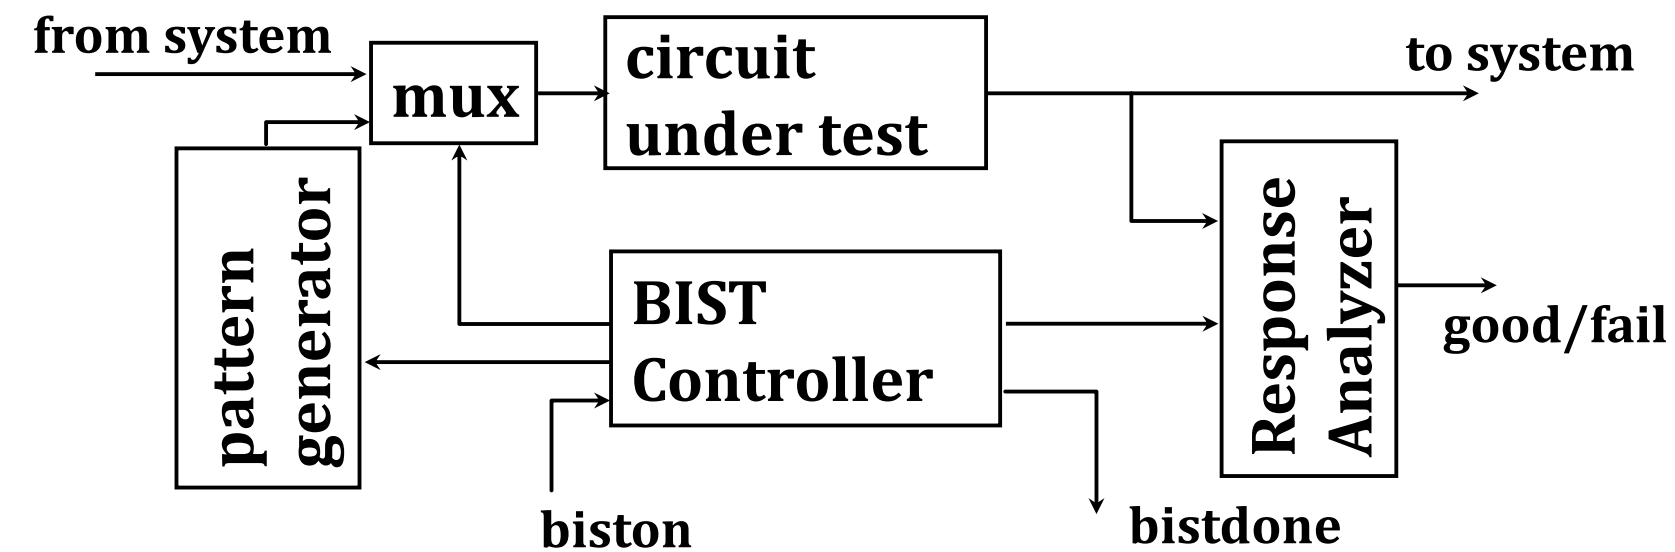 from system
mux
circuit
under test
to system
pattern
generator
BIST
Controller
Response
Analyzer
good/fail
biston
bistdone